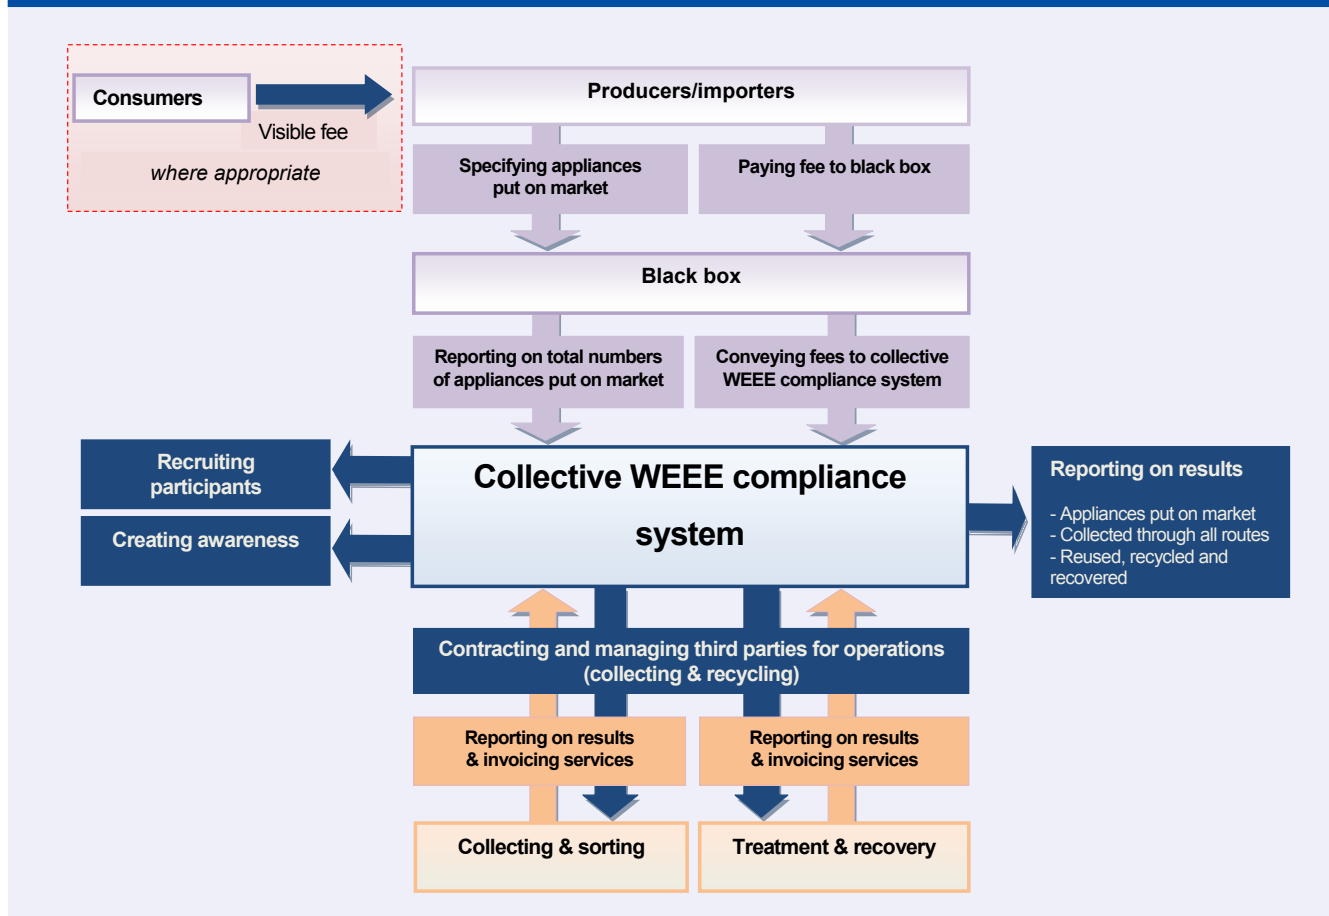 Consumers
Visible fee
where appropriate
Producers/importers
Specifying appliances
put on market
Paying fee to black box
Black box
Reporting on total numbers
of appliances put on market
Conveying fees to collective
WEEE compliance system
Recruiting
participants
Creating awareness
Collective WEEE compliance
system
Reporting on results
- Appliances put on market
- Collected through all routes
- Reused, recycled and
recovered
Contracting and managing third parties for operations
(collecting & recycling)
Reporting on results
& invoicing services
Reporting on results
& invoicing services
Collecting & sorting
Treatment & recovery